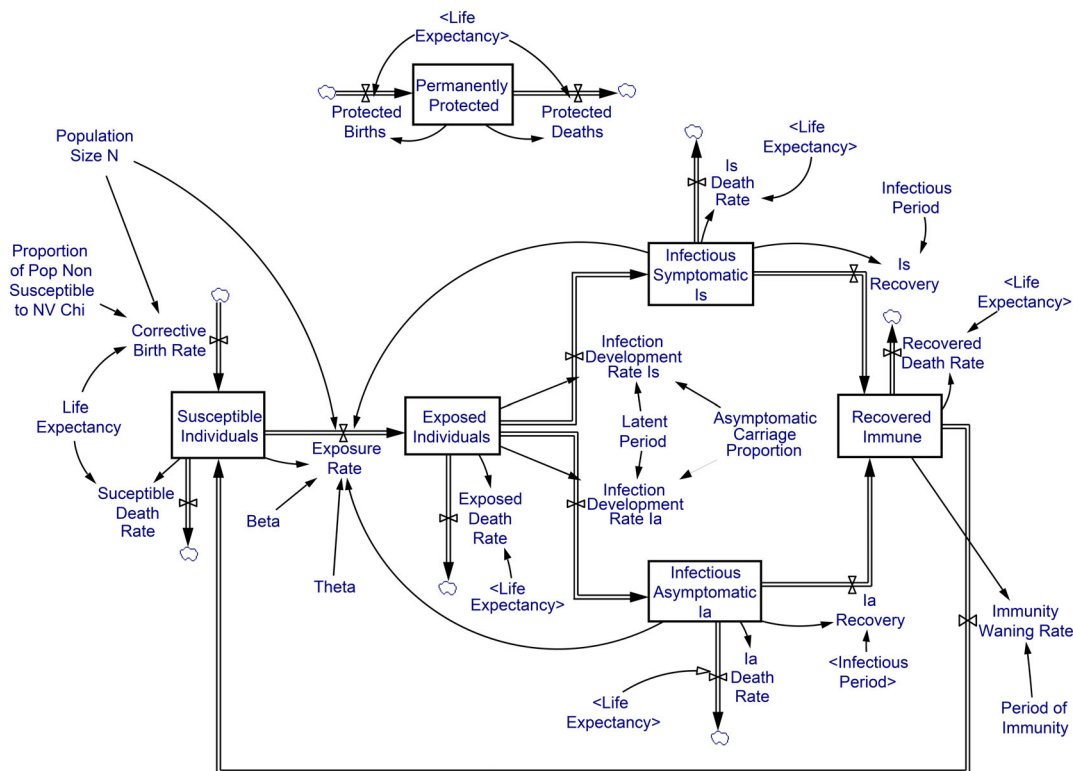 <Life
Expectancy>
Permanently
Protected
Protected
Births
Protected
Deaths
Population
Size N
<Life
Expectancy>
Is
Death
Rate
Infectious
Period
Proportion
of Pop Non
Susceptible
to NV Chi
Infectious
Symptomatic
Is
Is
Recovery
<Life
Expectancy>
Corrective
Birth Rate
Infection
Development
Rate Is
Recovered
Death Rate
Life
Expectancy
Susceptible
Individuals
Exposure
Rate
Exposed
Individuals
Latent
Period
Asymptomatic
Carriage
Proportion
Recovered
Immune
Suceptible
Death
Rate
Beta
Exposed
Death
Rate
Infection
Development
Rate Ia
Theta
<Life
Expectancy>
Infectious
Asymptomatic
Ia
Ia
Recovery
Immunity
Waning Rate
Ia
Death
Rate
<Infectious
Period>
<Life
Expectancy>
Period of
Immunity